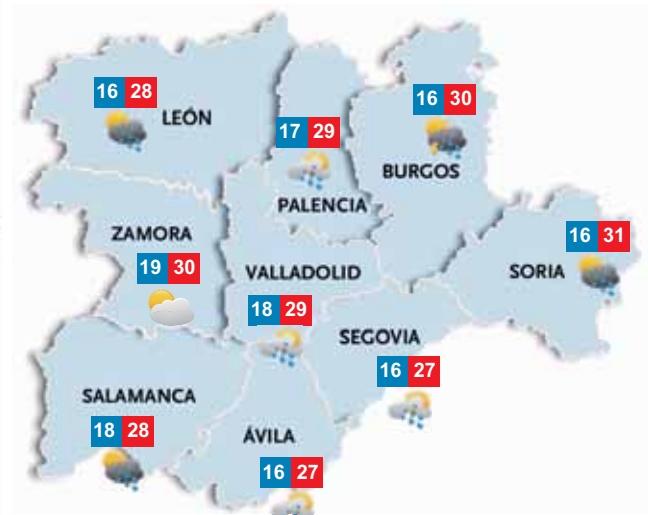 16 28
LEÓN
16 30
BURGOS
17 29
PALENCIA
ZAMORA
19 30
VALLADOLID
18 29
16 31
SORIA
SEGOVIA
16 27
SALAMANCA
18 28
ÁVILA
16 27